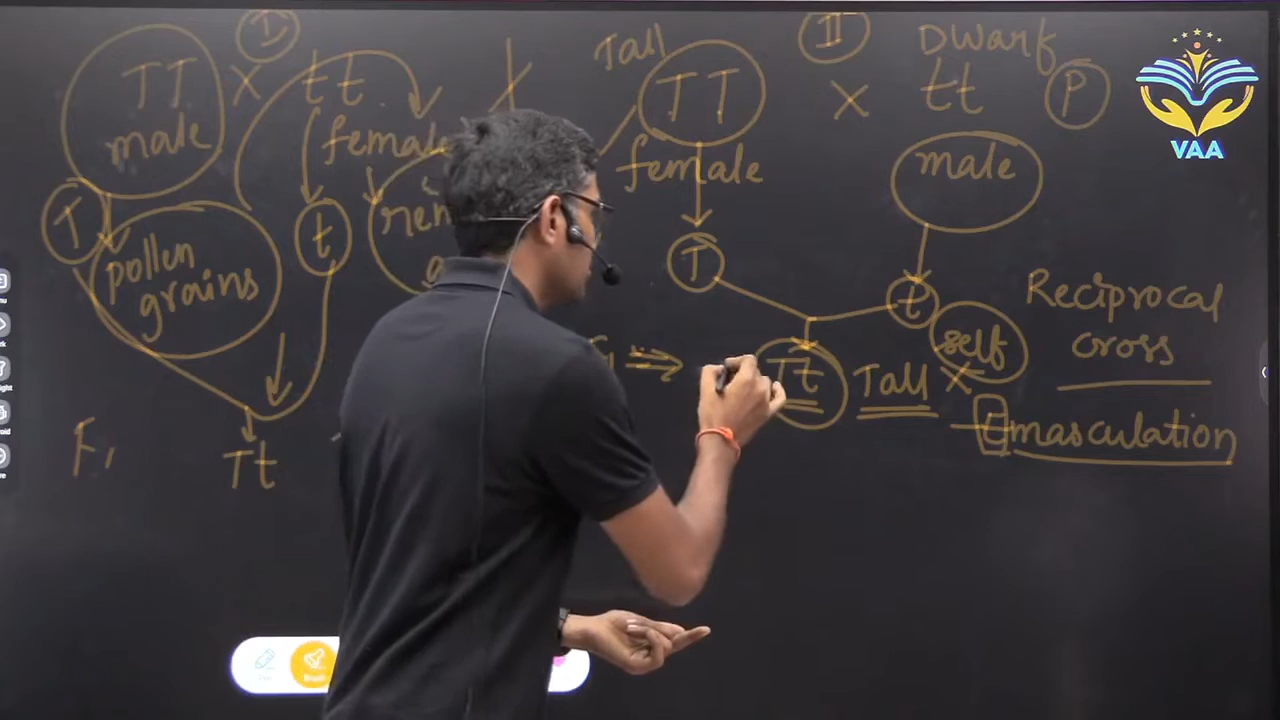 I
TT X tt
male
female
T
pollen
grains
t
F1
Tt
II
Tall
Dwarf
TT X tt P
female
male
T
t
Reciprocal
cross
self
Tt Tall X
Emasculation
VAA